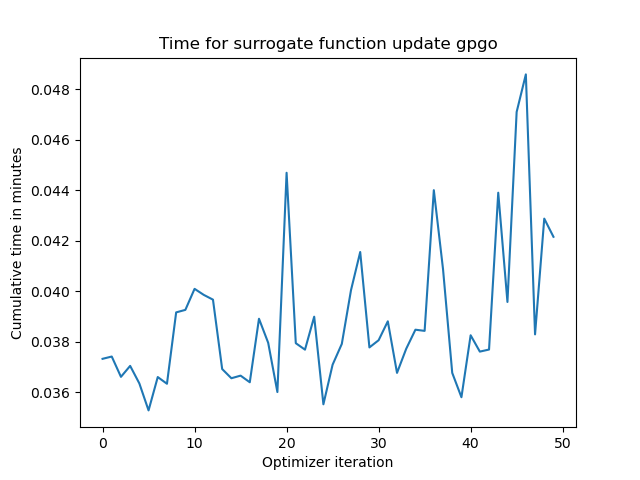 Time for surrogate function update gpgo
Cumulative time in minutes
0.048
0.046
0.044
0.042
0.040
0.038
0.036
0 10 20 30 40 50
Optimizer iteration